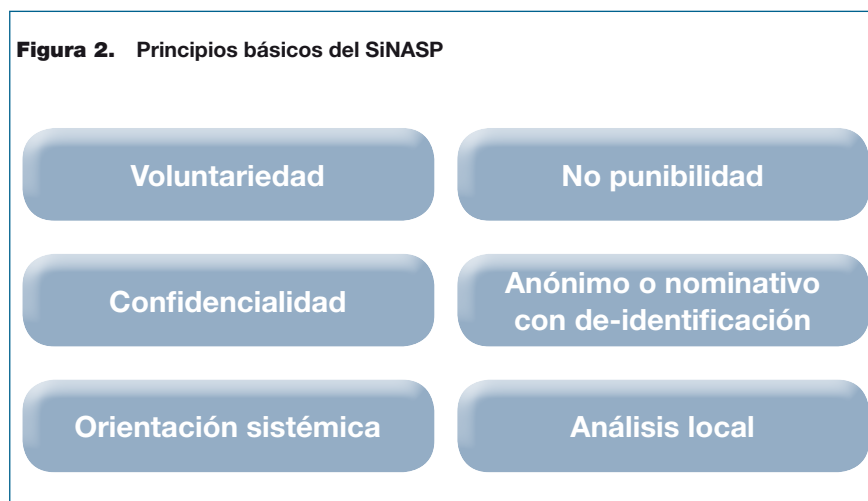 Figura 2. Principios básicos del SiNASP
Voluntariedad
No punibilidad
Confidencialidad
Anónimo o nominativo
con de-identificación
Orientación sistémica
Análisis local